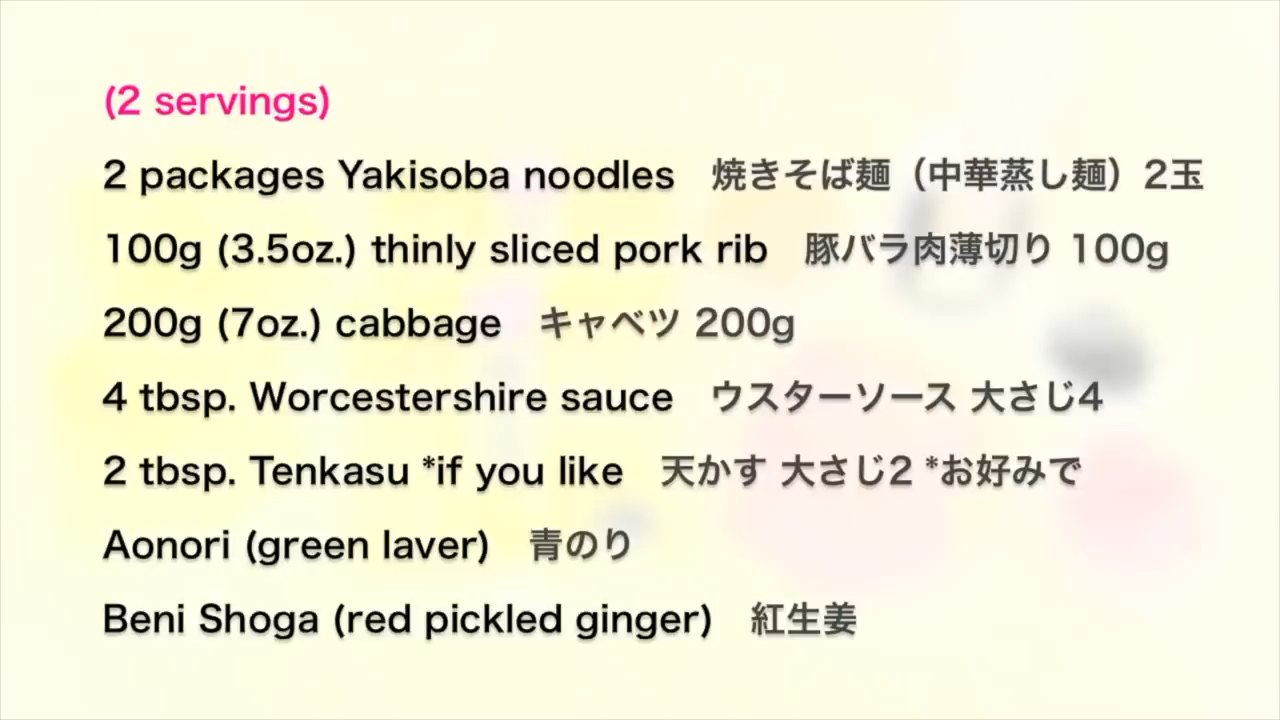 (2 servings)
2 packages Yakisoba noodles 焼きそば麺（中華蒸し麺）2玉
100g (3.5oz.) thinly sliced pork rib 豚バラ肉薄切り 100g
200g (7oz.) cabbage キャベツ 200g
4 tbsp. Worcestershire sauce ウスターソース 大さじ4
2 tbsp. Tenkasu *if you like 天かす 大さじ2 *お好みで
Aonori (green laver) 青のり
Beni Shoga (red pickled ginger) 紅生姜